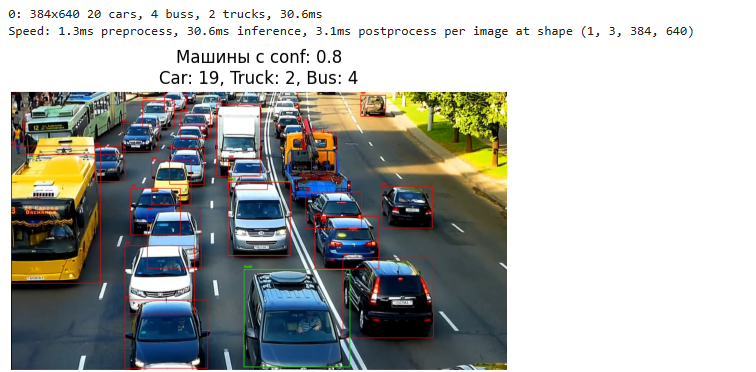 0: 384x640 20 cars, 4 buss, 2 trucks, 30.6ms
Speed: 1.3ms preprocess, 30.6ms inference, 3.1ms postprocess per image at shape (1, 3, 384, 640)
Машины с conf: 0.8
Car: 19, Truck: 2, Bus: 4
12